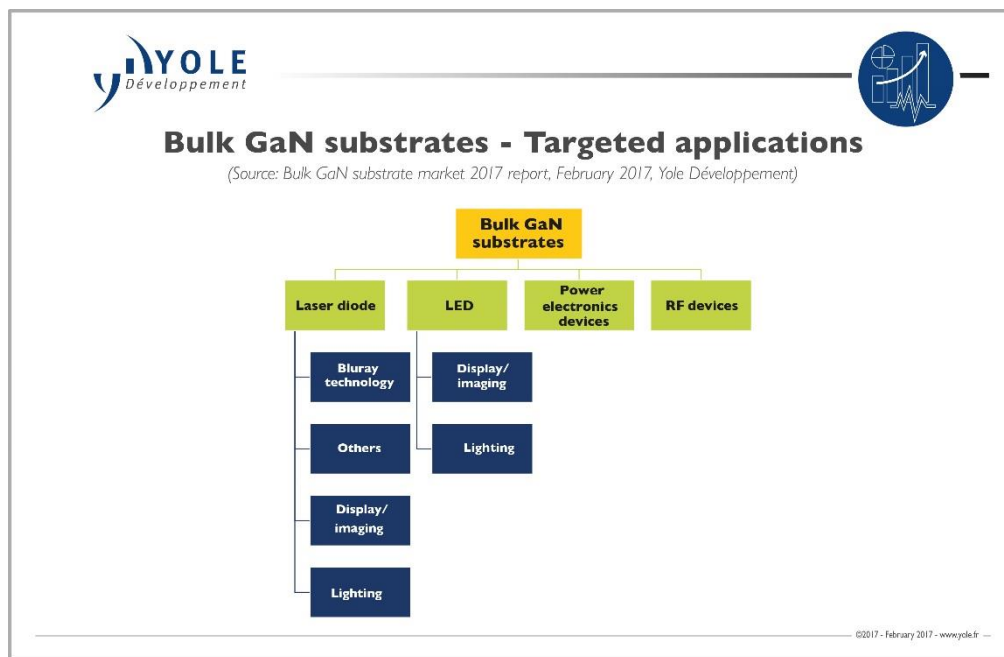 YOLE
Développement
Bulk GaN substrates - Targeted applications
(Source: Bulk GaN substrate market 2017 report, February 2017, Yole Développement)
Bulk GaN
substrates
Laser diode
LED
Power
electronics
devices
RF devices
Bluray
technology
Display/
imaging
Others
Lighting
Display/
imaging
Lighting
©2017 - February 2017 - www.yole.fr